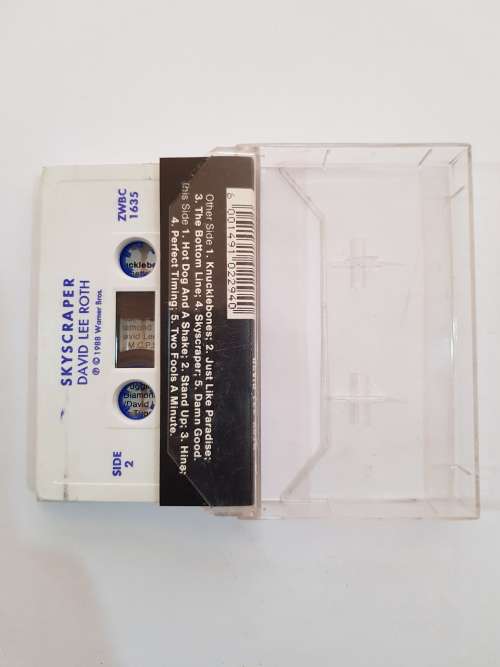 SKYSCRAPER
DAVID LEE ROTH
℗ © 1988 Warner Bros.
ZWBC
1635
SIDE
2
6 001491 022940
Other Side 1. Knucklebones; 2. Just Like Paradise;
3. The Bottom Line; 4. Skyscraper; 5. Damn Good.
This Side 1. Hot Dog And A Shake; 2. Stand Up; 3. Hina;
4. Perfect Timing; 5. Two Fools A Minute.